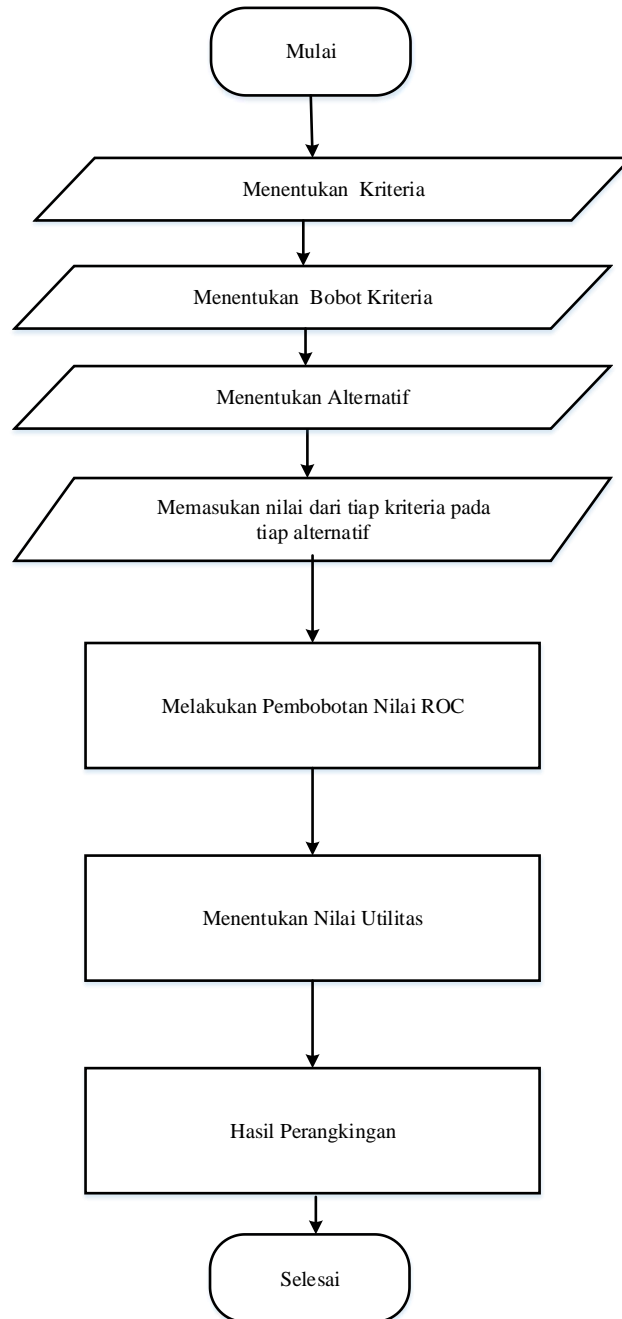 Mulai
Menentukan Kriteria
Menentukan Bobot Kriteria
Menentukan Alternatif
Memasukan nilai dari tiap kriteria pada
tiap alternatif
Melakukan Pembobotan Nilai ROC
Menentukan Nilai Utilitas
Hasil Perangkingan
Selesai